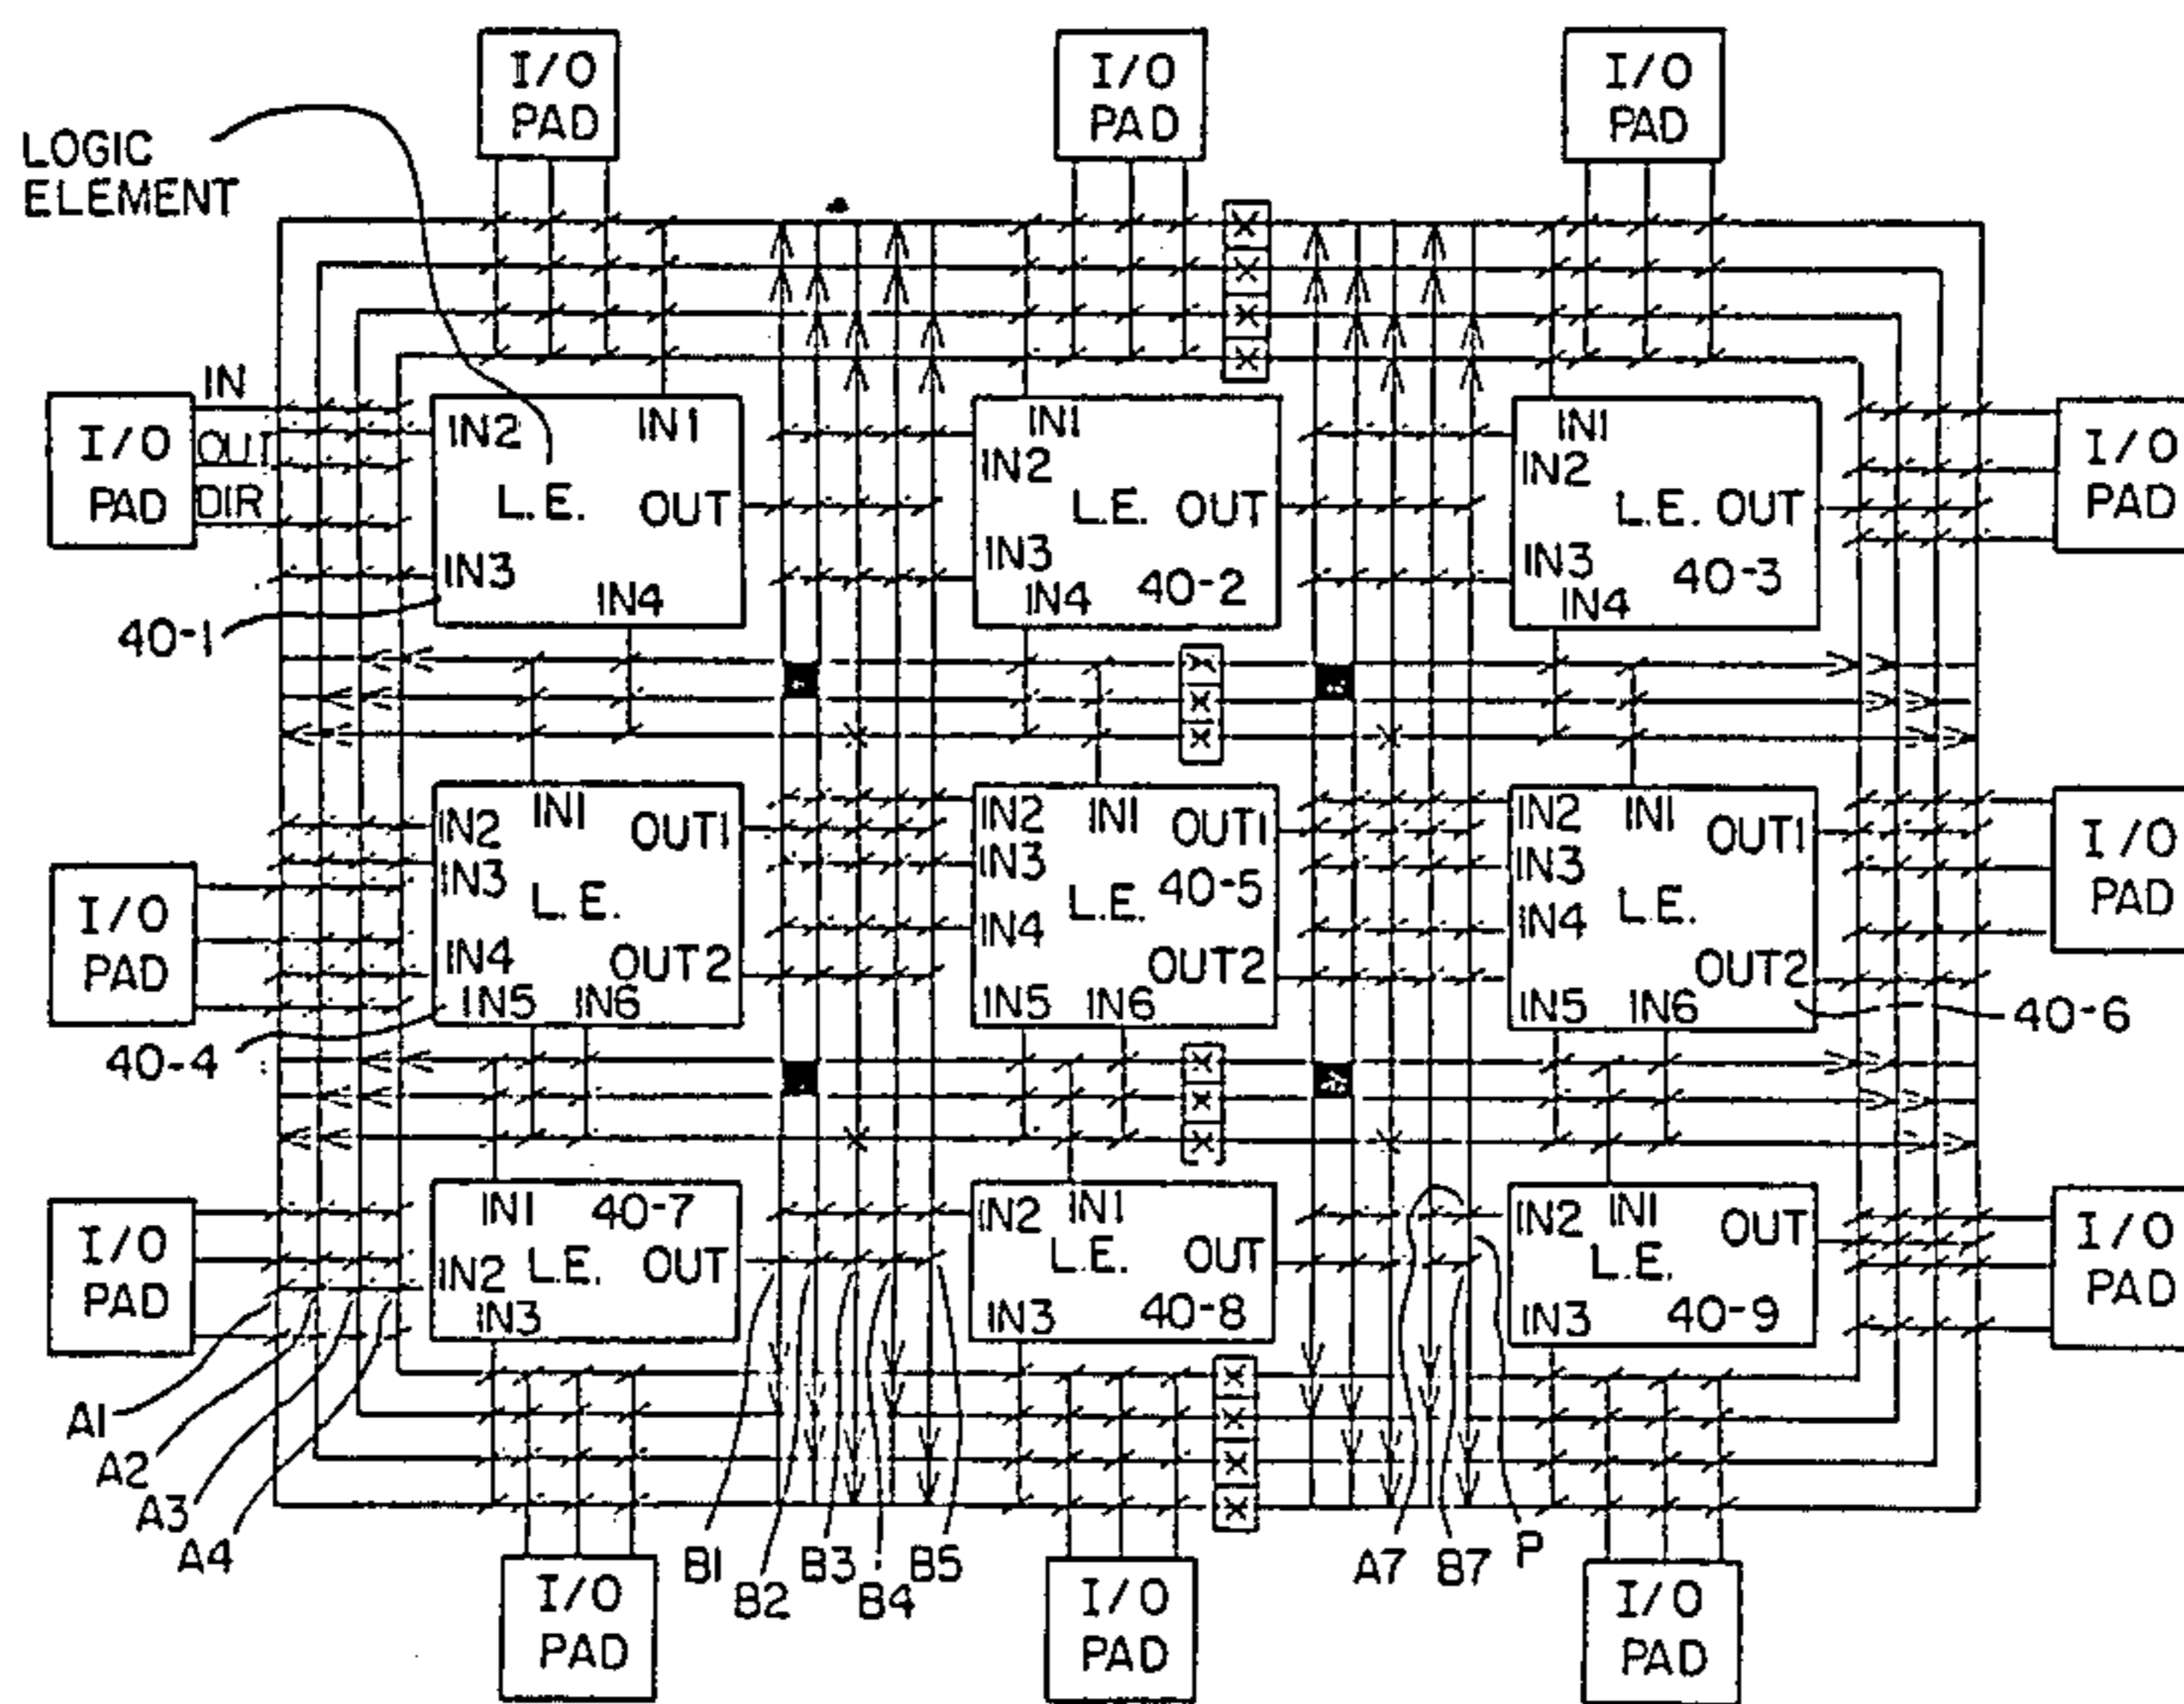 I/O
PAD
I/O
PAD
I/O
PAD
LOGIC
ELEMENT
I/O
PAD
IN
OUT
DIR
IN2
IN1
L.E.
OUT
IN3
IN4
40-1
IN1
IN2
L.E.
OUT
IN3
IN4
40-2
IN1
IN2
L.E.
OUT
IN3
IN4
40-3
I/O
PAD
I/O
PAD
IN1
IN2
OUT1
IN3
L.E.
IN4
OUT2
IN5
IN6
40-4
IN2
IN1
OUT1
IN3
40-5
L.E.
IN4
OUT2
IN5
IN6
IN2
IN1
OUT1
IN3
L.E.
IN4
OUT2
IN5
IN6
40-6
I/O
PAD
I/O
PAD
IN1
40-7
IN2
L.E.
OUT
IN3
IN2
IN1
L.E.
OUT
IN3
40-8
IN2
IN1
OUT
L.E.
IN3
40-9
I/O
PAD
A1
A2
A3
A4
B1
B2
B3
B4
B5
A7
B7
P
I/O
PAD
I/O
PAD
I/O
PAD